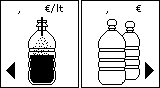 , €/lt
, €